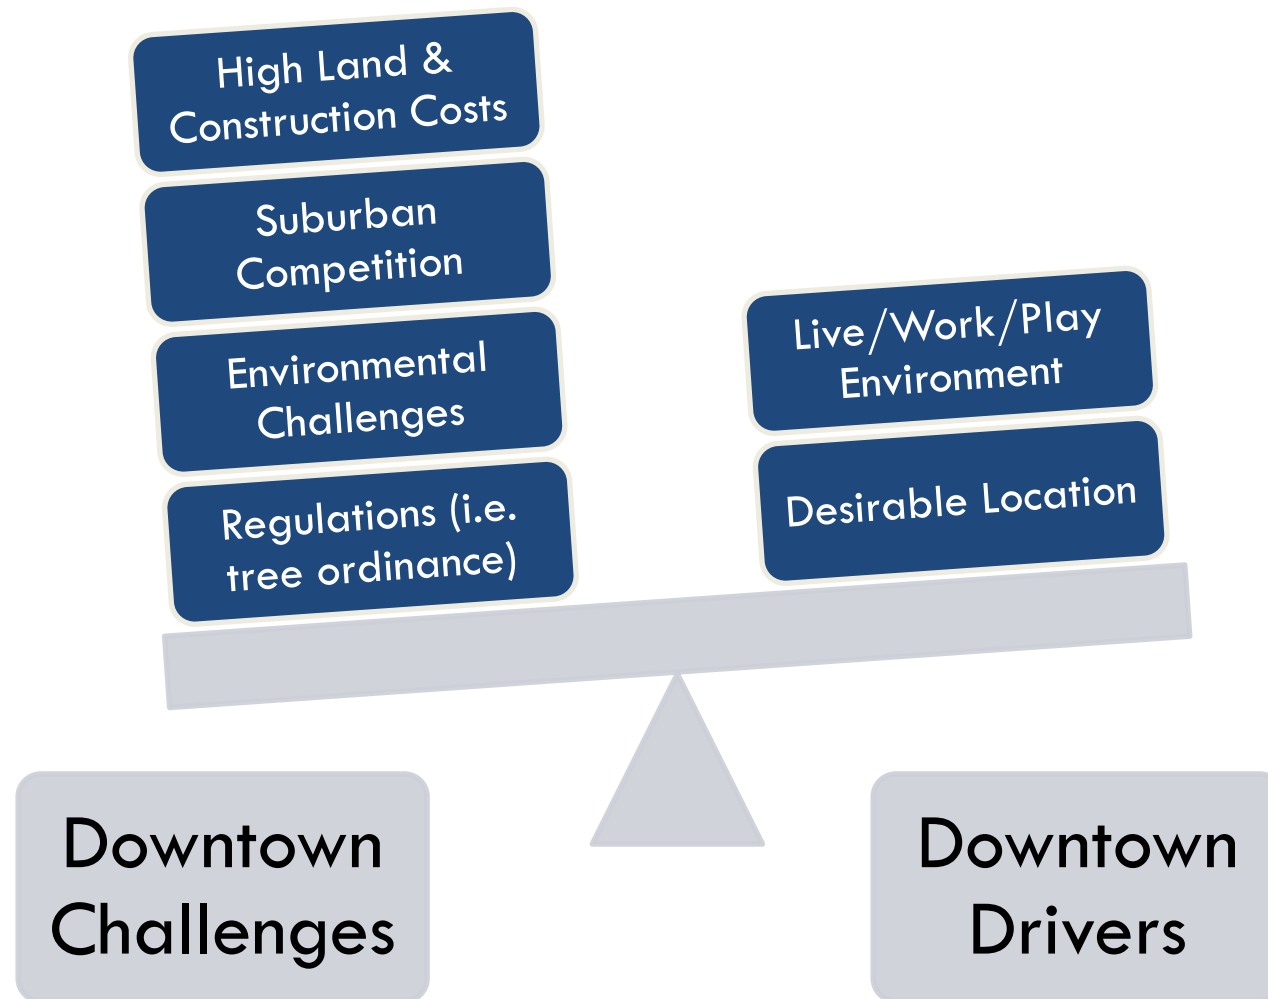 High Land &
Construction Costs
Suburban
Competition
Environmental
Challenges
Regulations (i.e.
tree ordinance)
Live/Work/Play
Environment
Desirable Location
Downtown
Challenges
Downtown
Drivers